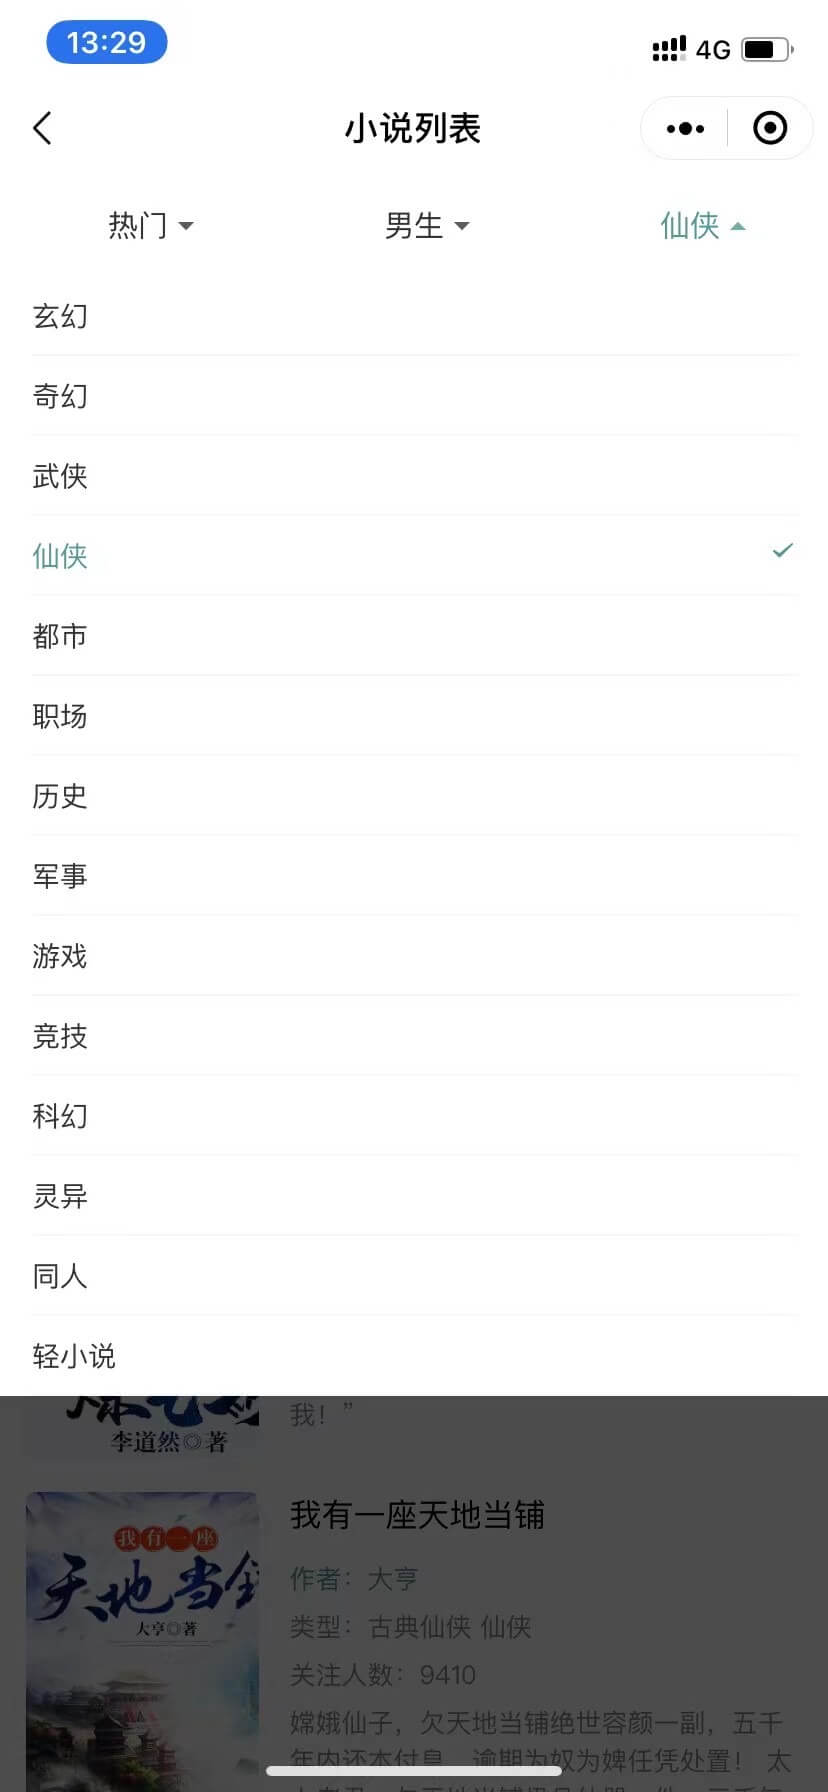 13:29
4G
小说列表
热门
男生
仙侠
玄幻
奇幻
武侠
仙侠
都市
职场
历史
军事
游戏
竞技
科幻
灵异
同人
轻小说
我！”
李道然◎著
我有一座
天地当铺
大亨◎著
我有一座天地当铺
作者：大亨
类型：古典仙侠 仙侠
关注人数：9410
嫦娥仙子，欠天地当铺绝世容颜一副，五千
年内还本付息，逾期为奴为婢任凭处置！太